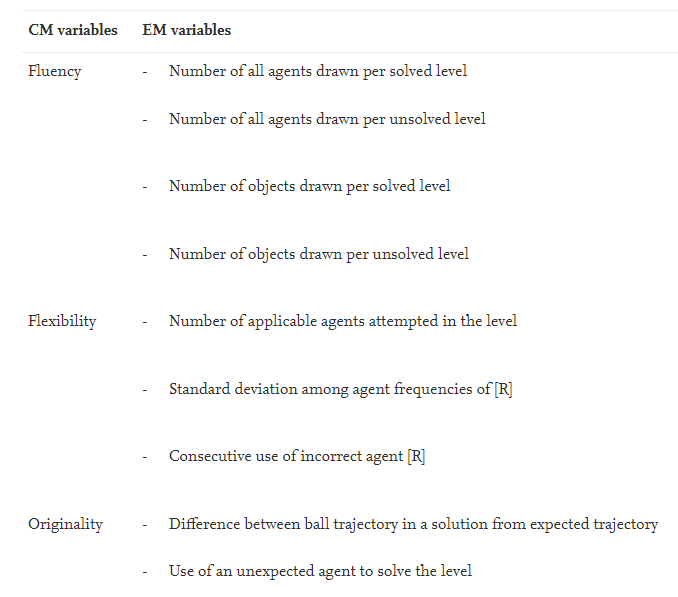 CM variables EM variables
Fluency - Number of all agents drawn per solved level
- Number of all agents drawn per unsolved level
- Number of objects drawn per solved level
- Number of objects drawn per unsolved level
Flexibility - Number of applicable agents attempted in the level
- Standard deviation among agent frequencies of [R]
- Consecutive use of incorrect agent [R]
Originality - Difference between ball trajectory in a solution from expected trajectory
- Use of an unexpected agent to solve the level